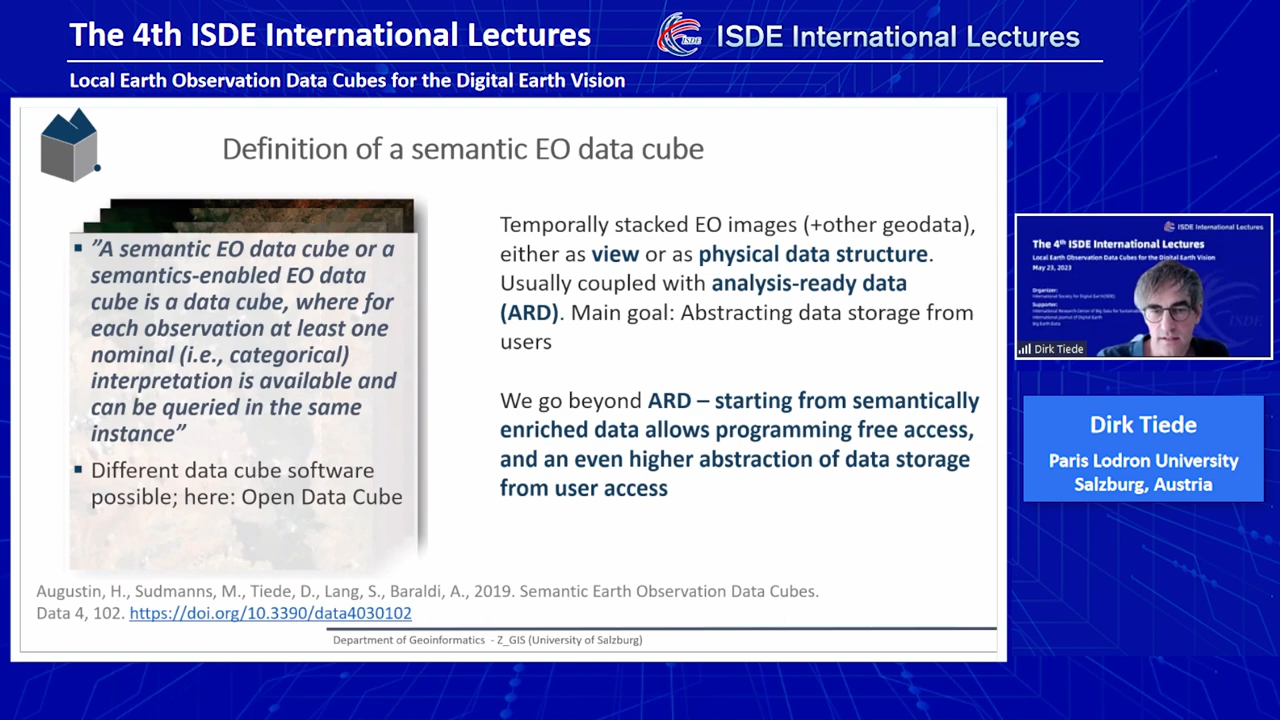 The 4th ISDE International Lectures
ISDE
ISDE International Lectures
Local Earth Observation Data Cubes for the Digital Earth Vision
Definition of a semantic EO data cube
▪ ”A semantic EO data cube or a
semantics-enabled EO data
cube is a data cube, where for
each observation at least one
nominal (i.e., categorical)
interpretation is available and
can be queried in the same
instance”
▪ Different data cube software
possible; here: Open Data Cube
Temporally stacked EO images (+other geodata),
either as view or as physical data structure.
Usually coupled with analysis-ready data
(ARD). Main goal: Abstracting data storage from
users
We go beyond ARD – starting from semantically
enriched data allows programming free access,
and an even higher abstraction of data storage
from user access
Augustin, H., Sudmanns, M., Tiede, D., Lang, S., Baraldi, A., 2019. Semantic Earth Observation Data Cubes.
Data 4, 102. https://doi.org/10.3390/data4030102
Department of Geoinformatics - Z_GIS (University of Salzburg)
ISDE International Lectures
The 4th ISDE International Lectures
Local Earth Observation Data Cubes for the Digital Earth Vision
May 23, 2023
Organizer:
International Society for Digital Earth(ISDE)
Supporter:
International Research Center of Big Data for Sustainab
International Journal of Digital Earth
Big Earth Data
ISDE
Dirk Tiede
Dirk Tiede
Paris Lodron University
Salzburg, Austria